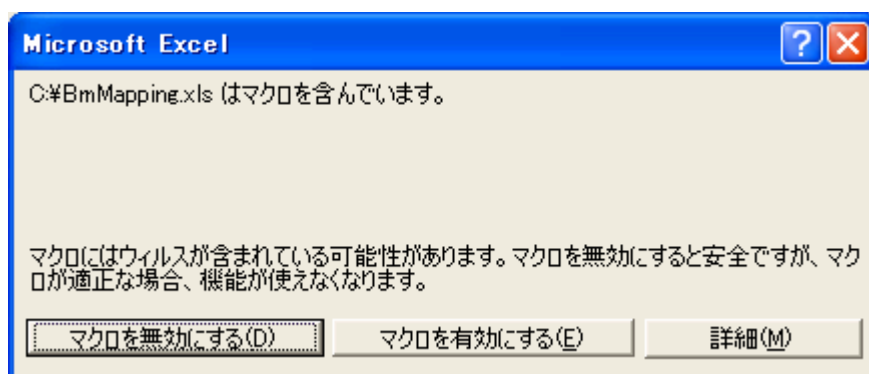 Microsoft Excel
C:¥BmMapping.xls はマクロを含んでいます。
マクロにはウィルスが含まれている可能性があります。マクロを無効にすると安全ですが、マク
ロが適正な場合、機能が使えなくなります。
マクロを無効にする(D) マクロを有効にする(E) 詳細(M)